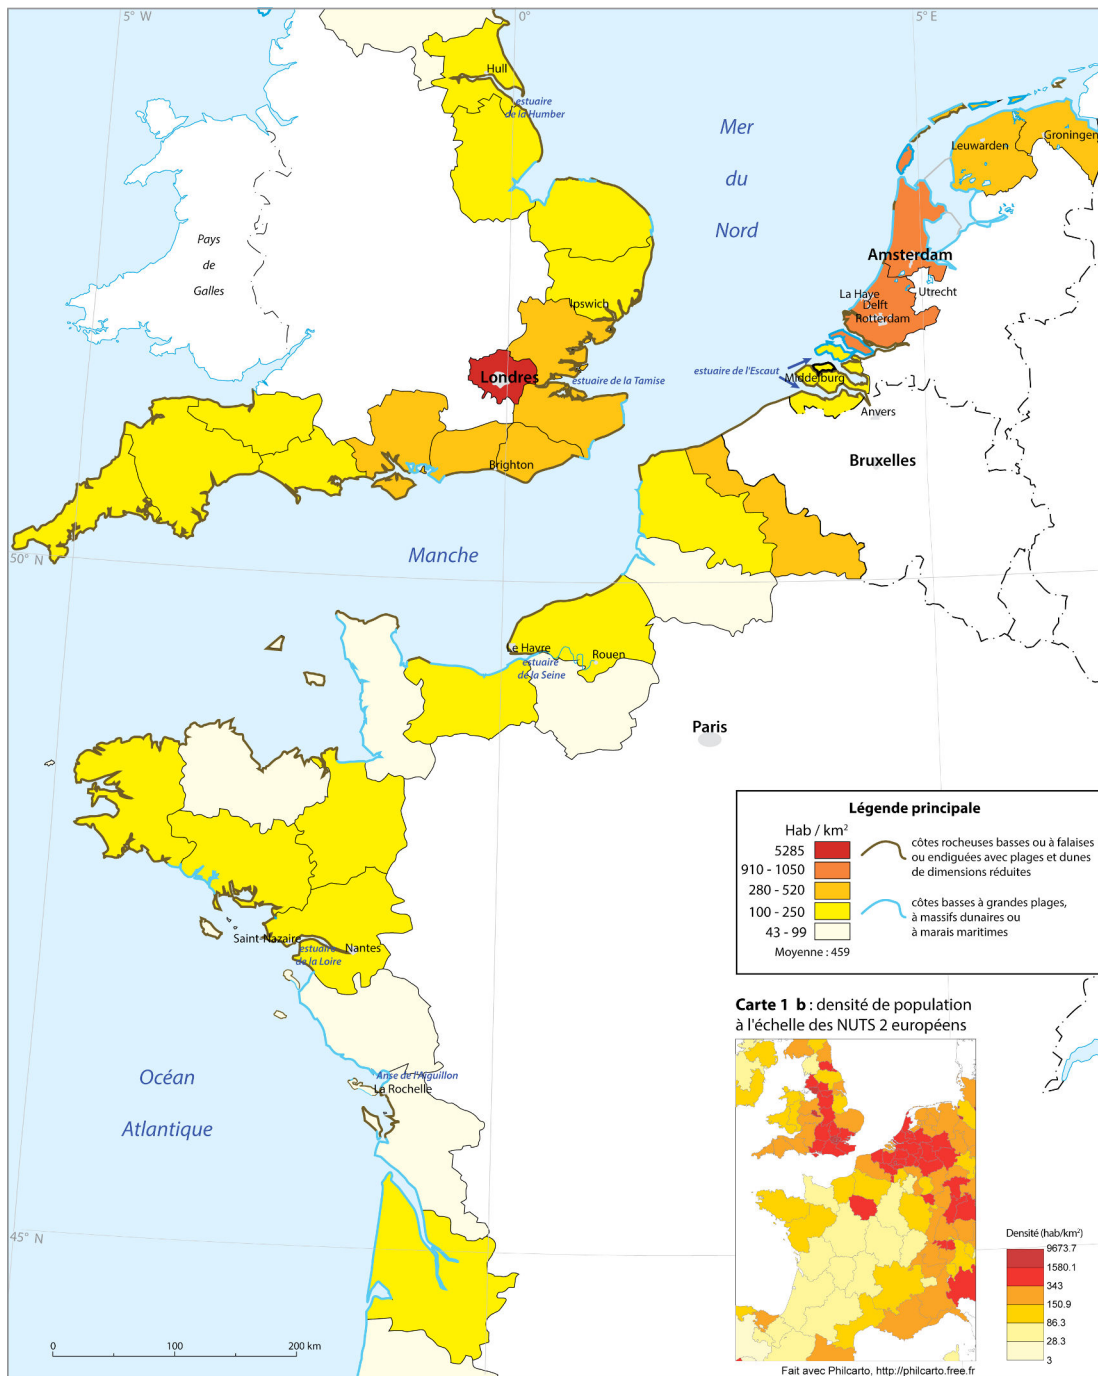 5° W
0°
5° E
Hull
estuaire
de la Humber
Mer
du
Nord
Leuwarden
Groningen
Pays
de
Galles
Amsterdam
La Haye
Utrecht
Delft
Rotterdam
Ipswich
Londres
estuaire de la Tamise
estuaire de l'Escaut
Middelburg
Anvers
Brighton
Bruxelles
50° N
Manche
Le Havre
Rouen
estuaire
de la Seine
Paris
Légende principale
Hab / km²
5285
910 - 1050
280 - 520
100 - 250
43 - 99
Moyenne : 459
côtes rocheuses basses ou à falaises
ou endiguées avec plages et dunes
de dimensions réduites
côtes basses à grandes plages,
à massifs dunaires ou
à marais maritimes
Saint-Nazaire
Nantes
estuaire
de la Loire
Carte 1 b : densité de population
à l'échelle des NUTS 2 européens
Océan
Atlantique
Anse de l'Aiguillon
La Rochelle
45° N
Densité (hab/km²)
9673.7
1580.1
343
150.9
86.3
28.3
3
0
100
200 km
Fait avec Philcarto, http://philcarto.free.fr